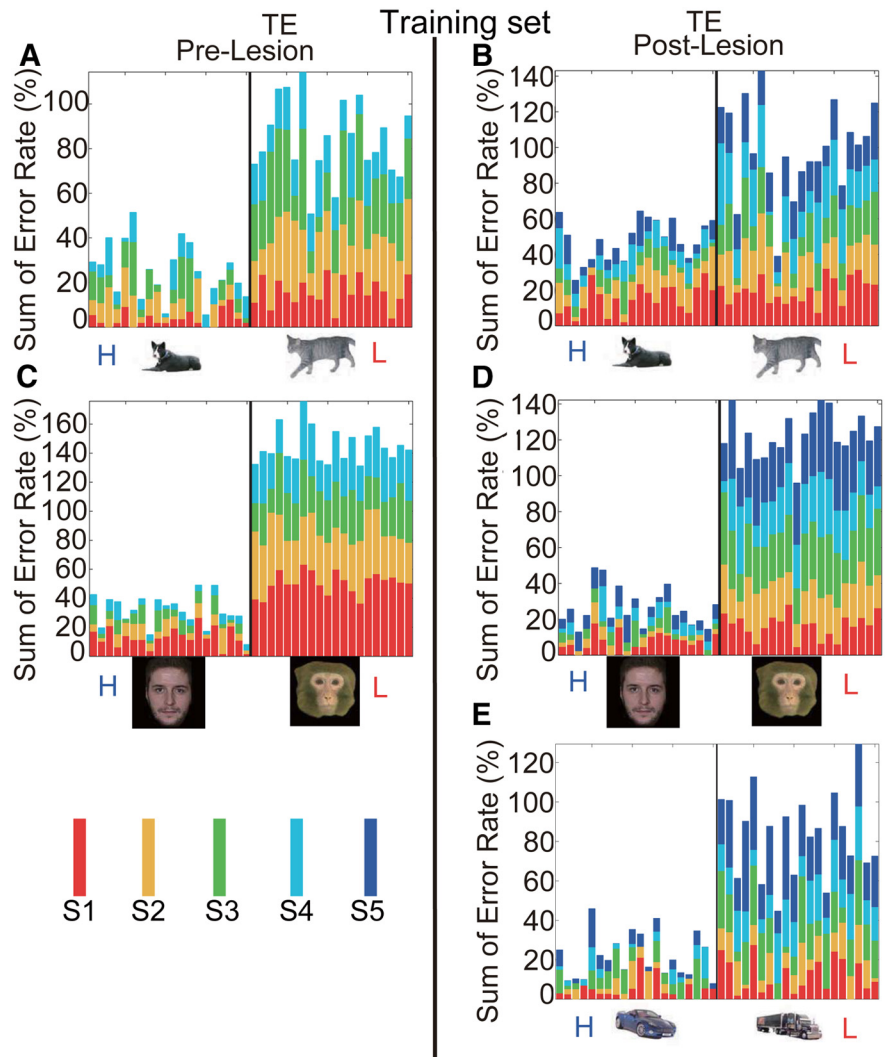 Training set
TE
Pre-Lesion
TE
Post-Lesion
A
Sum of Error Rate (%)
100
80
60
40
20
0
H
L
B
Sum of Error Rate (%)
140
120
100
80
60
40
20
0
H
L
C
Sum of Error Rate (%)
160
140
120
100
80
60
40
20
0
H
L
D
Sum of Error Rate (%)
140
120
100
80
60
40
20
0
H
L
E
Sum of Error Rate (%)
120
100
80
60
40
20
0
H
L
S1 S2 S3 S4 S5